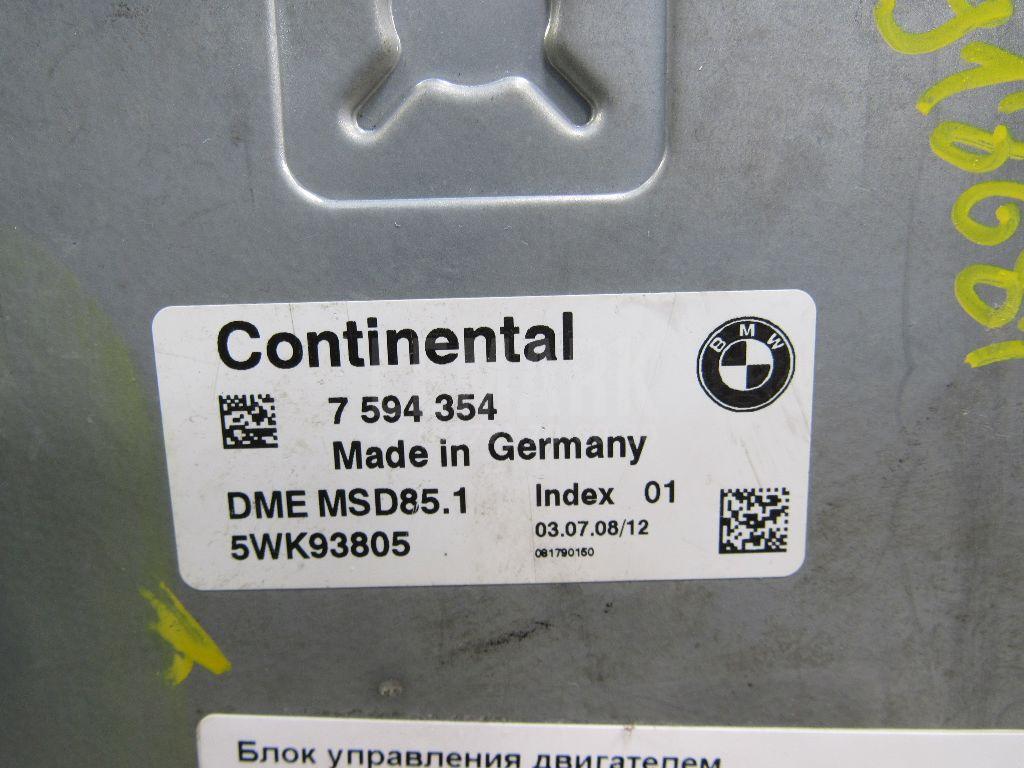 Continental
BMW
7 594 354
Made in Germany
DME MSD85.1
Index 01
5WK93805
03.07.08/12
081790150
Блок управления двигателем